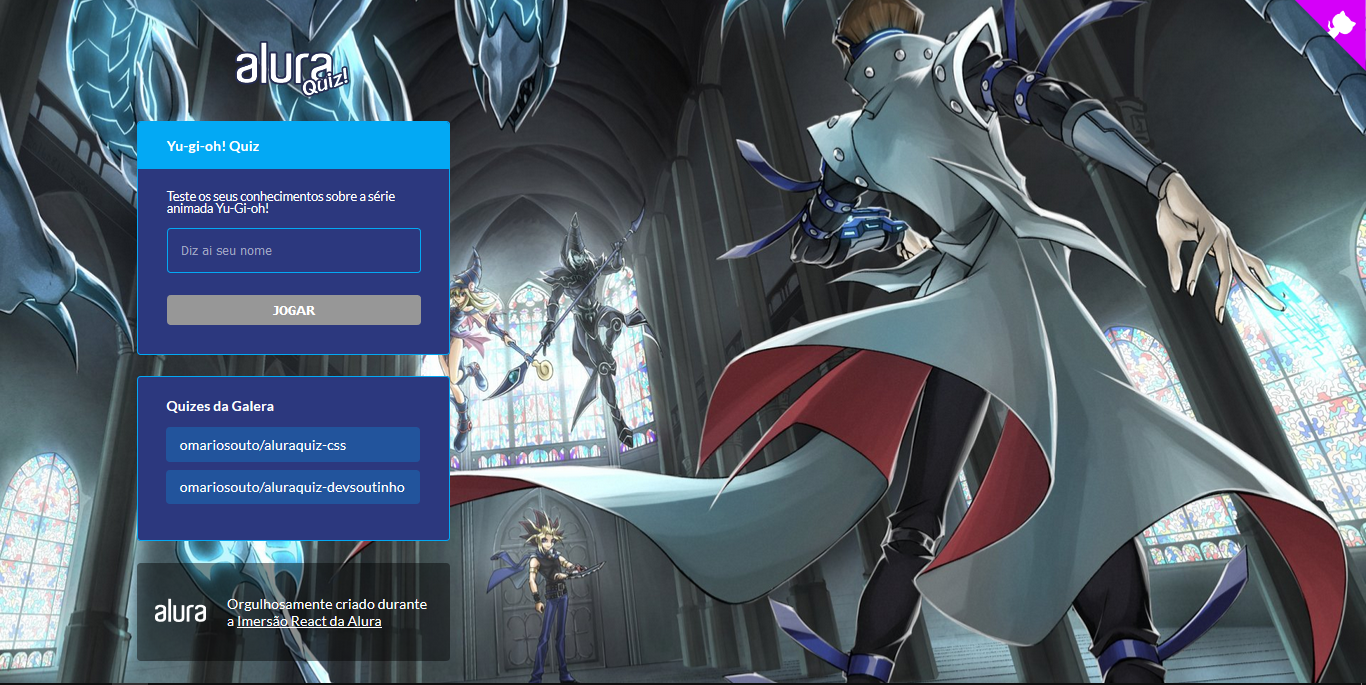 alura
Quiz!
Yu-gi-oh! Quiz
Teste os seus conhecimentos sobre a série
animada Yu-Gi-oh!
Diz ai seu nome
JOGAR
Quizes da Galera
omariosouto/aluraquiz-css
omariosouto/aluraquiz-devsoutinho
alura
Orgulhosamente criado durante
a Imersão React da Alura